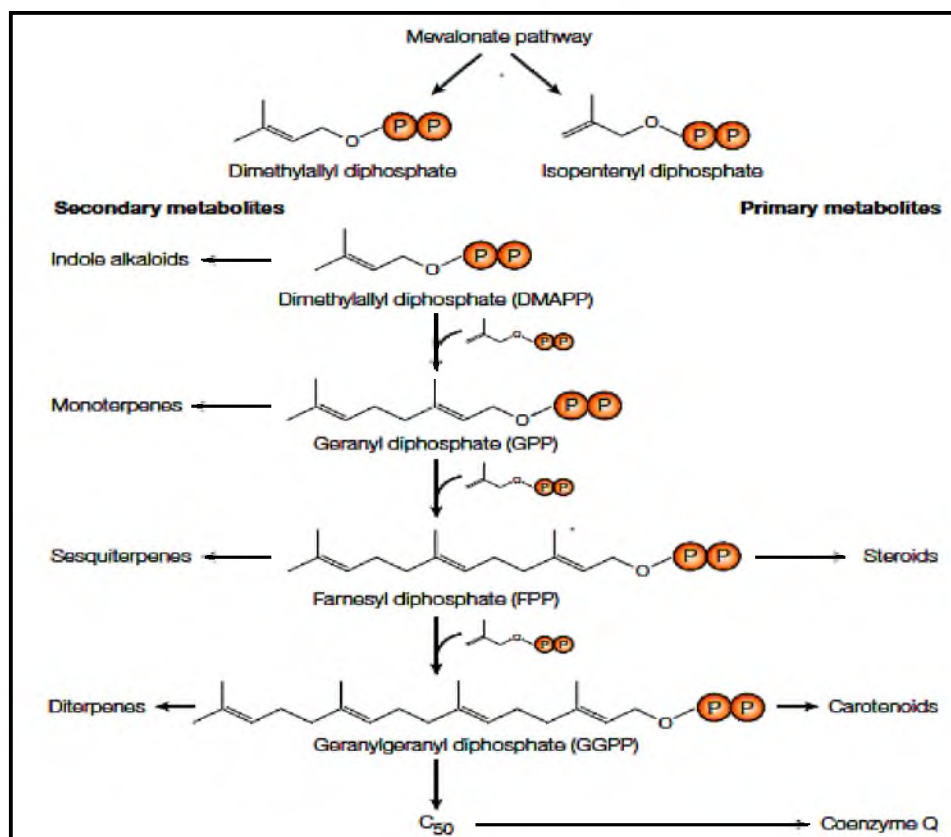 Mevalonate pathway
O P P
O P P
Dimethylallyl diphosphate
Isopentenyl diphosphate
Secondary metabolites
Primary metabolites
Indole alkaloids
O P P
Dimethylallyl diphosphate (DMAPP)
O P P
Monoterpenes
O P P
Geranyl diphosphate (GPP)
O P P
Sesquiterpenes
O P P
Steroids
Farnesyl diphosphate (FPP)
O P P
Diterpenes
O P P
Carotenoids
Geranylgeranyl diphosphate (GGPP)
C₅₀
Coenzyme Q